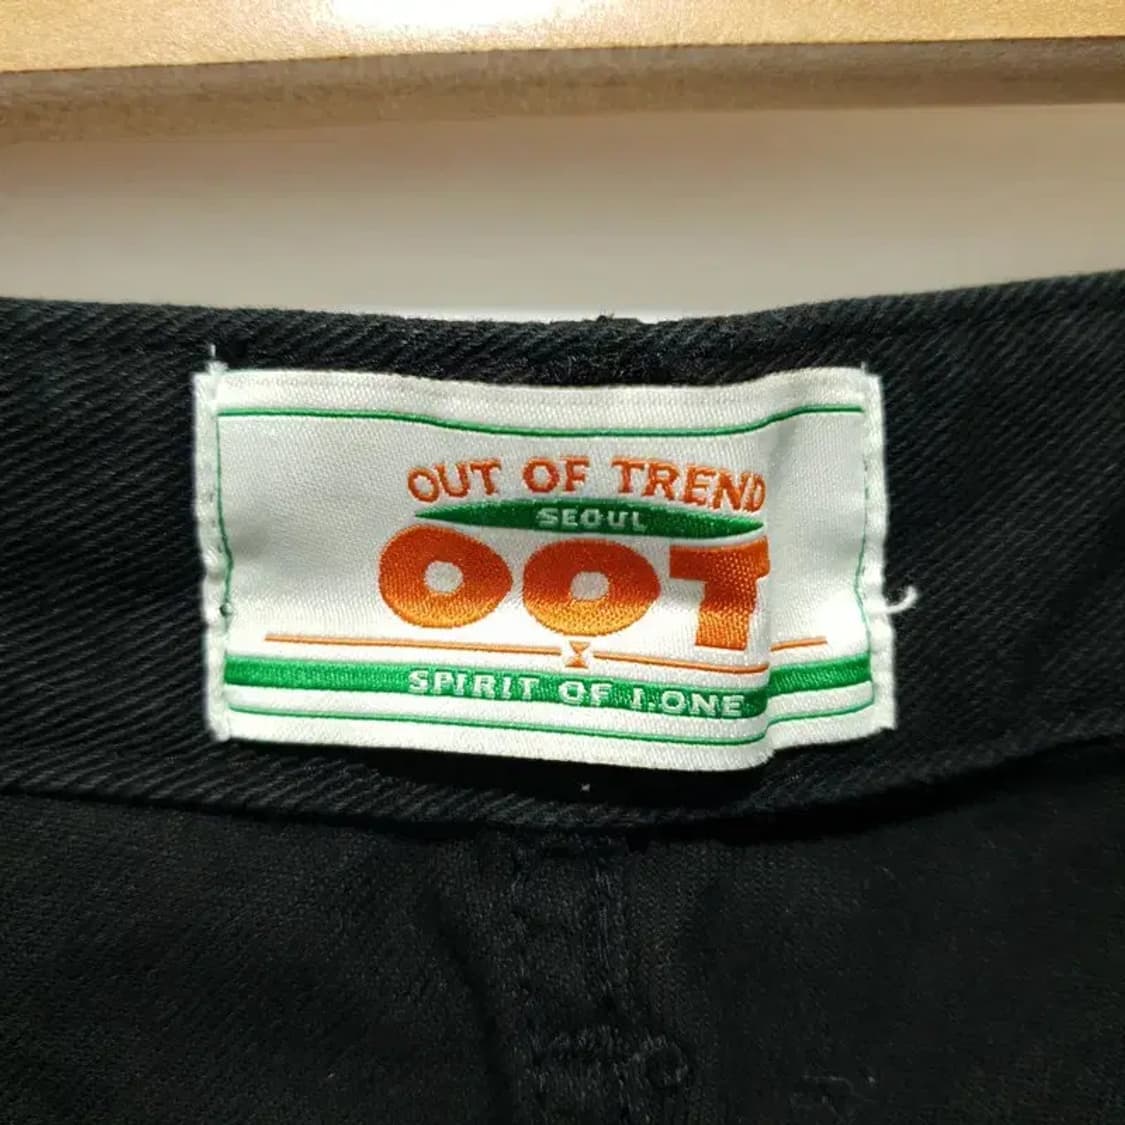 OUT OF TREND
SEOUL
OOT
SPIRIT OF I.ONE